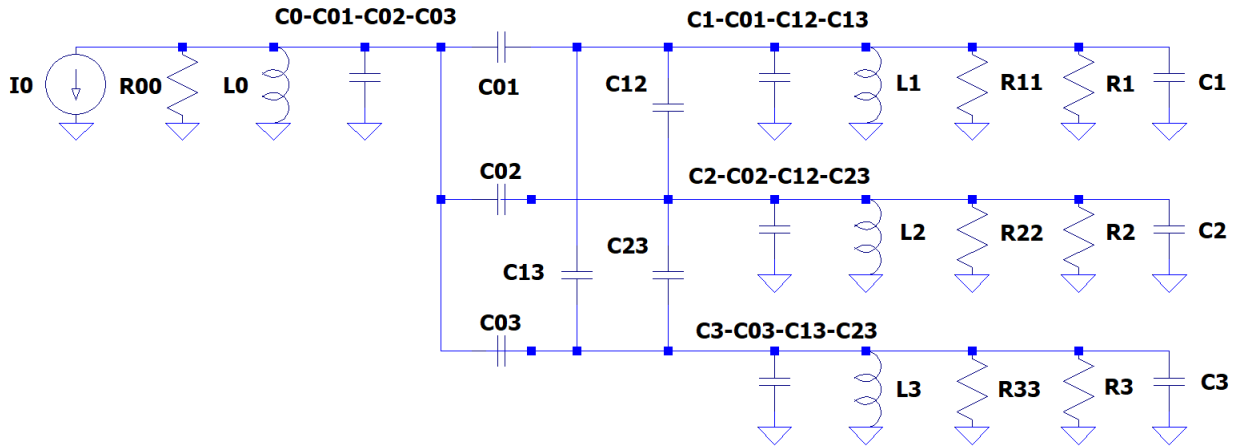 C0-C01-C02-C03
C1-C01-C12-C13
I0
R00
L0
C01
C12
L1
R11
R1
C1
C02
C2-C02-C12-C23
C13
C23
L2
R22
R2
C2
C03
C3-C03-C13-C23
L3
R33
R3
C3